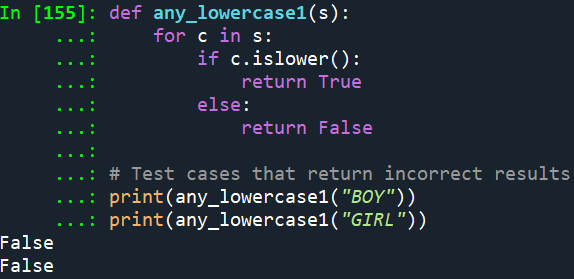 In [155]: def any_lowercase1(s):
     ...:     for c in s:
     ...:         if c.islower():
     ...:             return True
     ...:         else:
     ...:             return False
     ...:
     ...: # Test cases that return incorrect results
     ...: print(any_lowercase1("BOY"))
     ...: print(any_lowercase1("GIRL"))
False
False